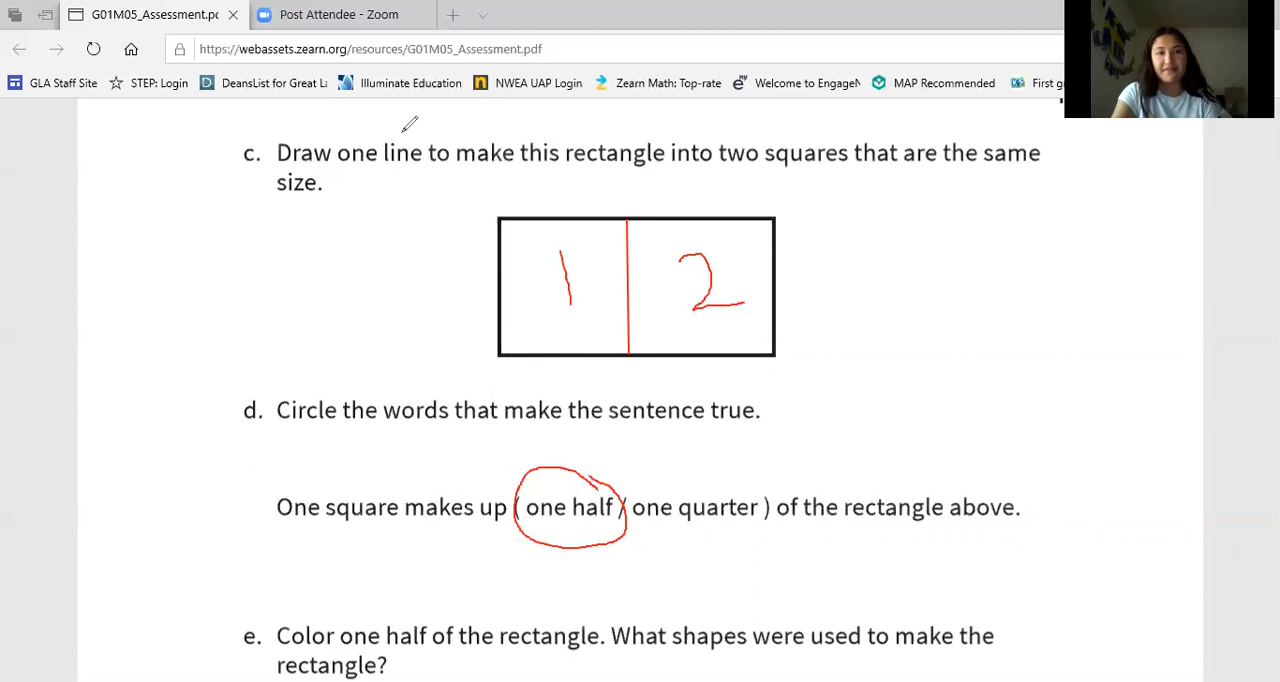 G01M05_Assessment.pc
Post Attendee - Zoom
https://webassets.zearn.org/resources/G01M05_Assessment.pdf
GLA Staff Site STEP: Login DeansList for Great La Illuminate Education NWEA UAP Login Zearn Math: Top-rate Welcome to EngageN MAP Recommended First gr
c. Draw one line to make this rectangle into two squares that are the same
size.
1 2
d. Circle the words that make the sentence true.
One square makes up ( one half / one quarter ) of the rectangle above.
e. Color one half of the rectangle. What shapes were used to make the
rectangle?